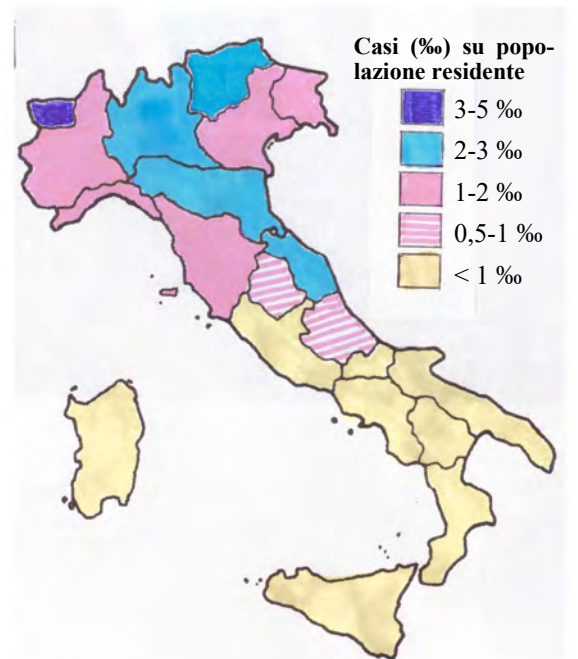 Casi (‰) su popo-
lazione residente
3-5 ‰
2-3 ‰
1-2 ‰
0,5-1 ‰
< 1 ‰